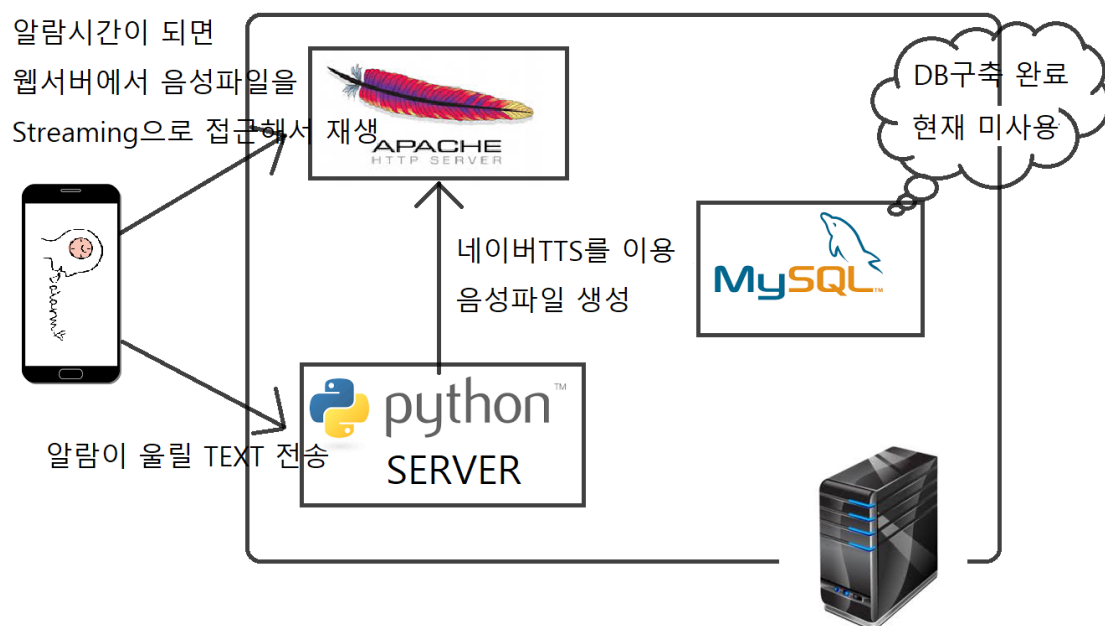 알람시간이 되면
웹서버에서 음성파일을
Streaming으로 접근해서 재생
APACHE
HTTP SERVER
DB구축 완료
현재 미사용
네이버TTS를 이용
음성파일 생성
MySQL™
python™
SERVER
알람이 울릴 TEXT 전송